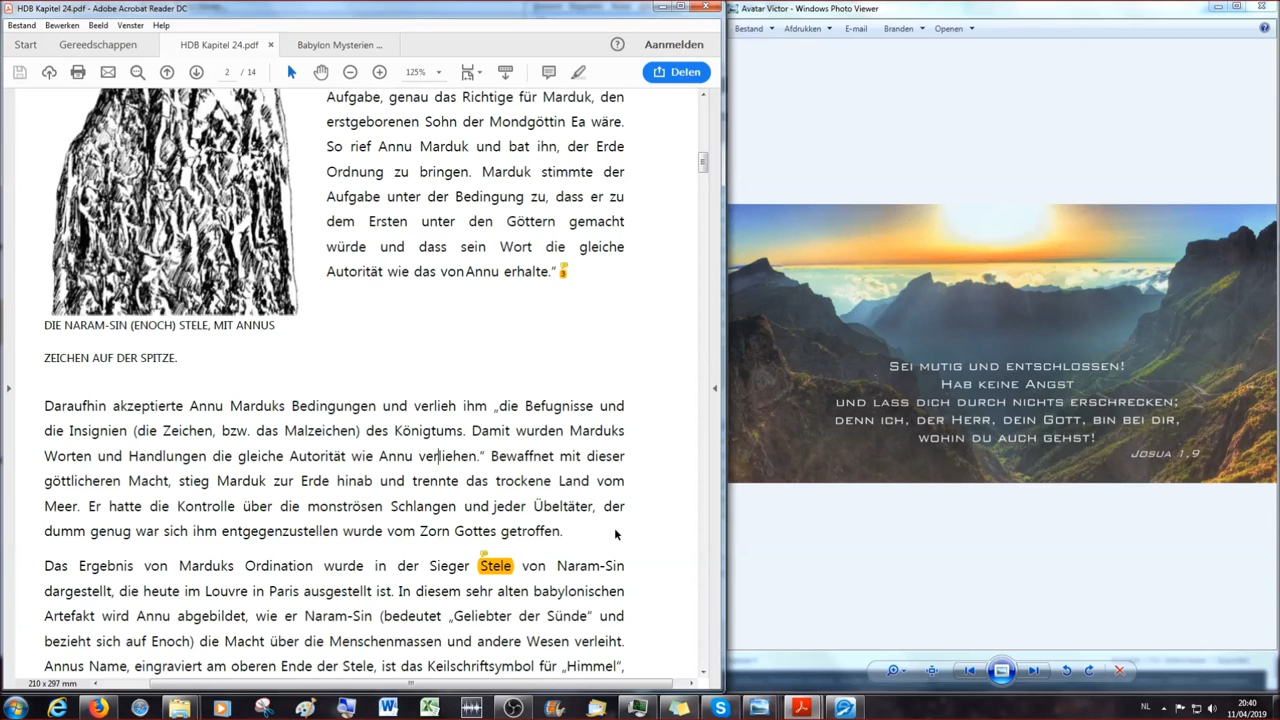 HDB Kapitel 24.pdf - Adobe Acrobat Reader DC
Bestand Bewerken Beeld Venster Help
Start Gereedschappen HDB Kapitel 24.pdf × Babylon Mysterien ... Anmelden
2 / 14 125% Delen
Aufgabe, genau das Richtige für Marduk, den
erstgeborenen Sohn der Mondgöttin Ea wäre.
So rief Annu Marduk und bat ihn, der Erde
Ordnung zu bringen. Marduk stimmte der
Aufgabe unter der Bedingung zu, dass er zu
dem Ersten unter den Göttern gemacht
würde und dass sein Wort die gleiche
Autorität wie das von Annu erhalte.“ 3
DIE NARAM-SIN (ENOCH) STELE, MIT ANNUS
ZEICHEN AUF DER SPITZE.
Daraufhin akzeptierte Annu Marduks Bedingungen und verlieh ihm „die Befugnisse und
die Insignien (die Zeichen, bzw. das Malzeichen) des Königtums. Damit wurden Marduks
Worten und Handlungen die gleiche Autorität wie Annu verliehen.“ Bewaffnet mit dieser
göttlicheren Macht, stieg Marduk zur Erde hinab und trennte das trockene Land vom
Meer. Er hatte die Kontrolle über die monströsen Schlangen und jeder Übeltäter, der
dumm genug war sich ihm entgegenzustellen wurde vom Zorn Gottes getroffen.
Das Ergebnis von Marduks Ordination wurde in der Sieger Stele von Naram-Sin
dargestellt, die heute im Louvre in Paris ausgestellt ist. In diesem sehr alten babylonischen
Artefakt wird Annu abgebildet, wie er Naram-Sin (bedeutet „Geliebter der Sünde“ und
bezieht sich auf Enoch) die Macht über die Menschenmassen und andere Wesen verleiht.
Annus Name, eingraviert am oberen Ende der Stele, ist das Keilschriftsymbol für „Himmel“,
210 x 297 mm
Avatar Victor - Windows Photo Viewer
Bestand Afdrukken E-mail Branden Openen
Sei mutig und entschlossen!
Hab keine Angst
und lass dich durch nichts erschrecken;
denn ich, der Herr, dein Gott, bin bei dir,
wohin du auch gehst!
Josua 1,9
NL 20:40
11/04/2019